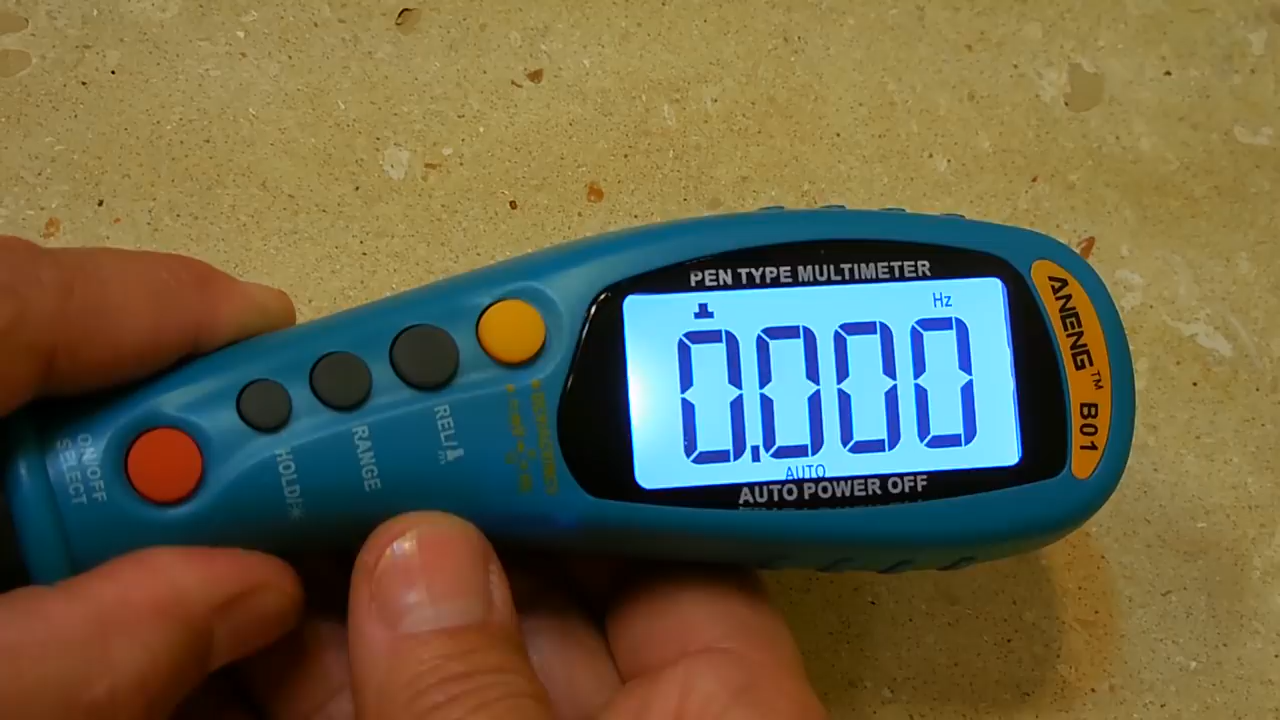 PEN TYPE MULTIMETER
Hz
0.000
AUTO
AUTO POWER OFF
ANENG™ B01
REL/
RANGE
HOLD/
ON/OFF
SELECT